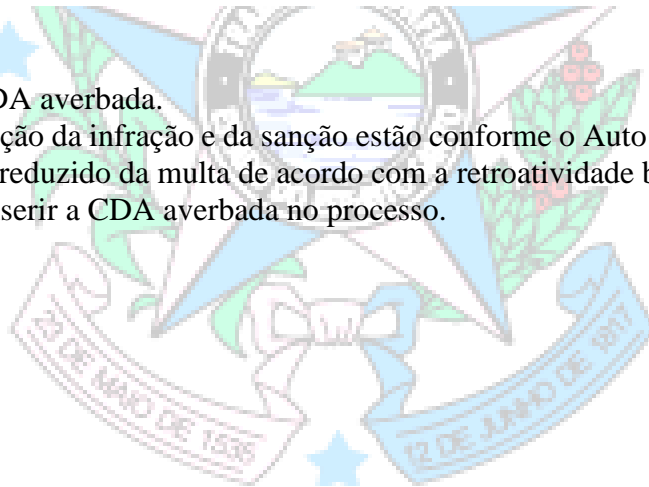 DA averbada.
ção da infração e da sanção estão conforme o Auto
reduzido da multa de acordo com a retroatividade b
serir a CDA averbada no processo.
23 DE MAIO DE 1535
12 DE JUNHO DE 1817